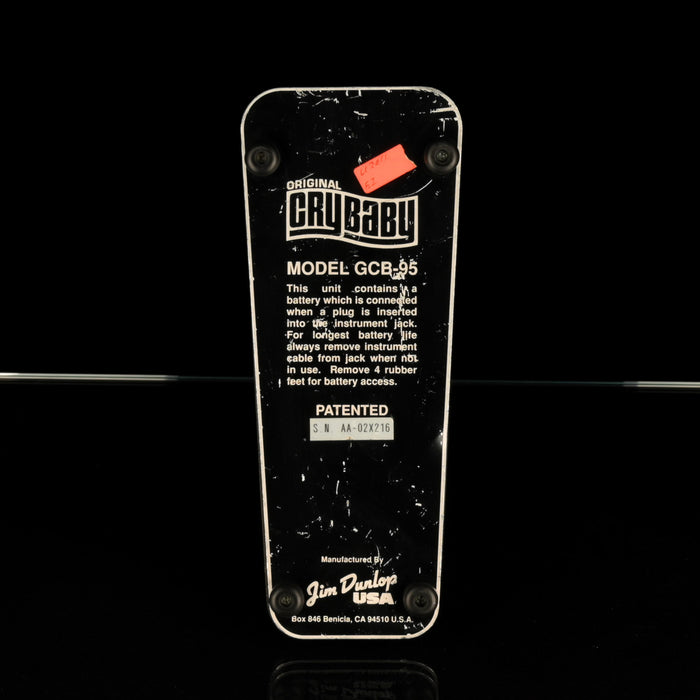 ORIGINAL
CRYBABY
MODEL GCB-95
This unit contains a
battery which is connected
when a plug is inserted
into the instrument jack.
For longest battery life
always remove instrument
cable from jack when not
in use. Remove 4 rubber
feet for battery access.
PATENTED
S.N. AA-02X216
Manufactured By
Jim Dunlop
USA
Box 846 Benicia, CA 94510 U.S.A.